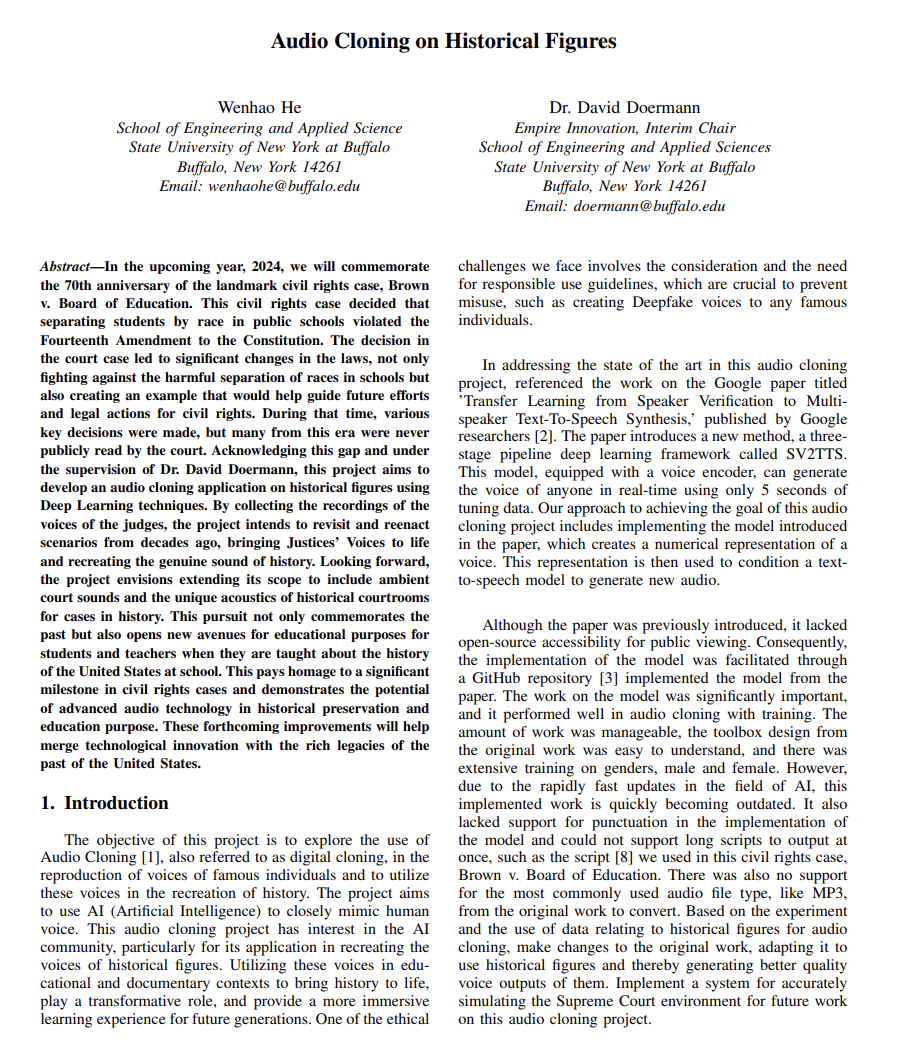 Audio Cloning on Historical Figures
Wenhao He
School of Engineering and Applied Science
State University of New York at Buffalo
Buffalo, New York 14261
Email: wenhaohe@buffalo.edu
Dr. David Doermann
Empire Innovation, Interim Chair
School of Engineering and Applied Sciences
State University of New York at Buffalo
Buffalo, New York 14261
Email: doermann@buffalo.edu
Abstract—In the upcoming year, 2024, we will commemorate
the 70th anniversary of the landmark civil rights case, Brown
v. Board of Education. This civil rights case decided that
separating students by race in public schools violated the
Fourteenth Amendment to the Constitution. The decision in
the court case led to significant changes in the laws, not only
fighting against the harmful separation of races in schools but
also creating an example that would help guide future efforts
and legal actions for civil rights. During that time, various
key decisions were made, but many from this era were never
publicly read by the court. Acknowledging this gap and under
the supervision of Dr. David Doermann, this project aims to
develop an audio cloning application on historical figures using
Deep Learning techniques. By collecting the recordings of the
voices of the judges, the project intends to revisit and reenact
scenarios from decades ago, bringing Justices' Voices to life
and recreating the genuine sound of history. Looking forward,
the project envisions extending its scope to include ambient
court sounds and the unique acoustics of historical courtrooms
for cases in history. This pursuit not only commemorates the
past but also opens new avenues for educational purposes for
students and teachers when they are taught about the history
of the United States at school. This pays homage to a significant
milestone in civil rights cases and demonstrates the potential
of advanced audio technology in historical preservation and
education purpose. These forthcoming improvements will help
merge technological innovation with the rich legacies of the
past of the United States.
1. Introduction
The objective of this project is to explore the use of
Audio Cloning [1], also referred to as digital cloning, in the
reproduction of voices of famous individuals and to utilize
these voices in the recreation of history. The project aims
to use AI (Artificial Intelligence) to closely mimic human
voice. This audio cloning project has interest in the AI
community, particularly for its application in recreating the
voices of historical figures. Utilizing these voices in edu-
cational and documentary contexts to bring history to life,
play a transformative role, and provide a more immersive
learning experience for future generations. One of the ethical
challenges we face involves the consideration and the need
for responsible use guidelines, which are crucial to prevent
misuse, such as creating Deepfake voices to any famous
individuals.
In addressing the state of the art in this audio cloning
project, referenced the work on the Google paper titled
'Transfer Learning from Speaker Verification to Multi-
speaker Text-To-Speech Synthesis,' published by Google
researchers [2]. The paper introduces a new method, a three-
stage pipeline deep learning framework called SV2TTS.
This model, equipped with a voice encoder, can generate
the voice of anyone in real-time using only 5 seconds of
tuning data. Our approach to achieving the goal of this audio
cloning project includes implementing the model introduced
in the paper, which creates a numerical representation of a
voice. This representation is then used to condition a text-
to-speech model to generate new audio.
Although the paper was previously introduced, it lacked
open-source accessibility for public viewing. Consequently,
the implementation of the model was facilitated through
a GitHub repository [3] implemented the model from the
paper. The work on the model was significantly important,
and it performed well in audio cloning with training. The
amount of work was manageable, the toolbox design from
the original work was easy to understand, and there was
extensive training on genders, male and female. However,
due to the rapidly fast updates in the field of AI, this
implemented work is quickly becoming outdated. It also
lacked support for punctuation in the implementation of
the model and could not support long scripts to output at
once, such as the script [8] we used in this civil rights case,
Brown v. Board of Education. There was also no support
for the most commonly used audio file type, like MP3,
from the original work to convert. Based on the experiment
and the use of data relating to historical figures for audio
cloning, make changes to the original work, adapting it to
use historical figures and thereby generating better quality
voice outputs of them. Implement a system for accurately
simulating the Supreme Court environment for future work
on this audio cloning project.